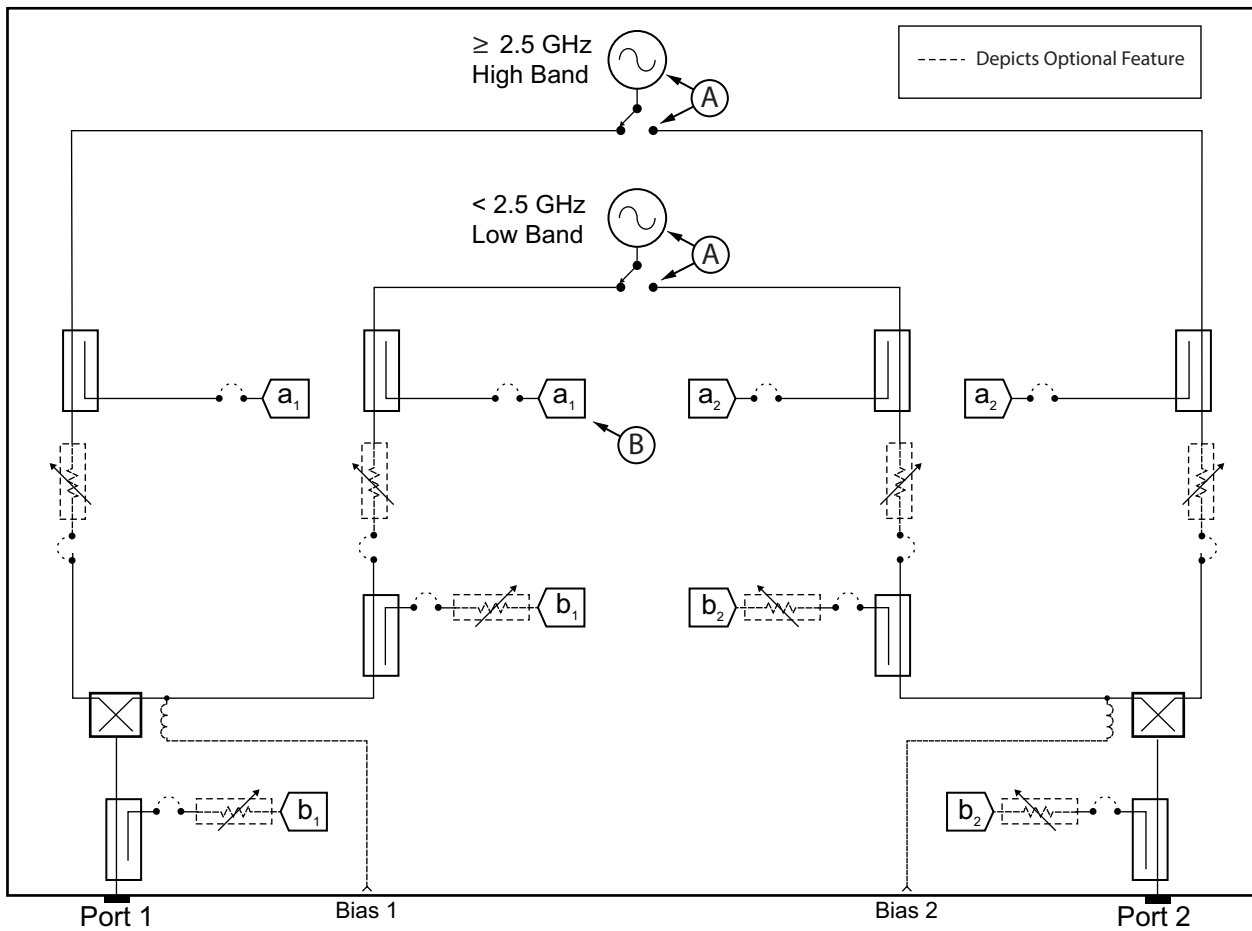 ≥ 2.5 GHz
High Band
A
Depicts Optional Feature
< 2.5 GHz
Low Band
A
a1
a1
a2
a2
B
b1
b2
b1
b2
Port 1
Bias 1
Bias 2
Port 2